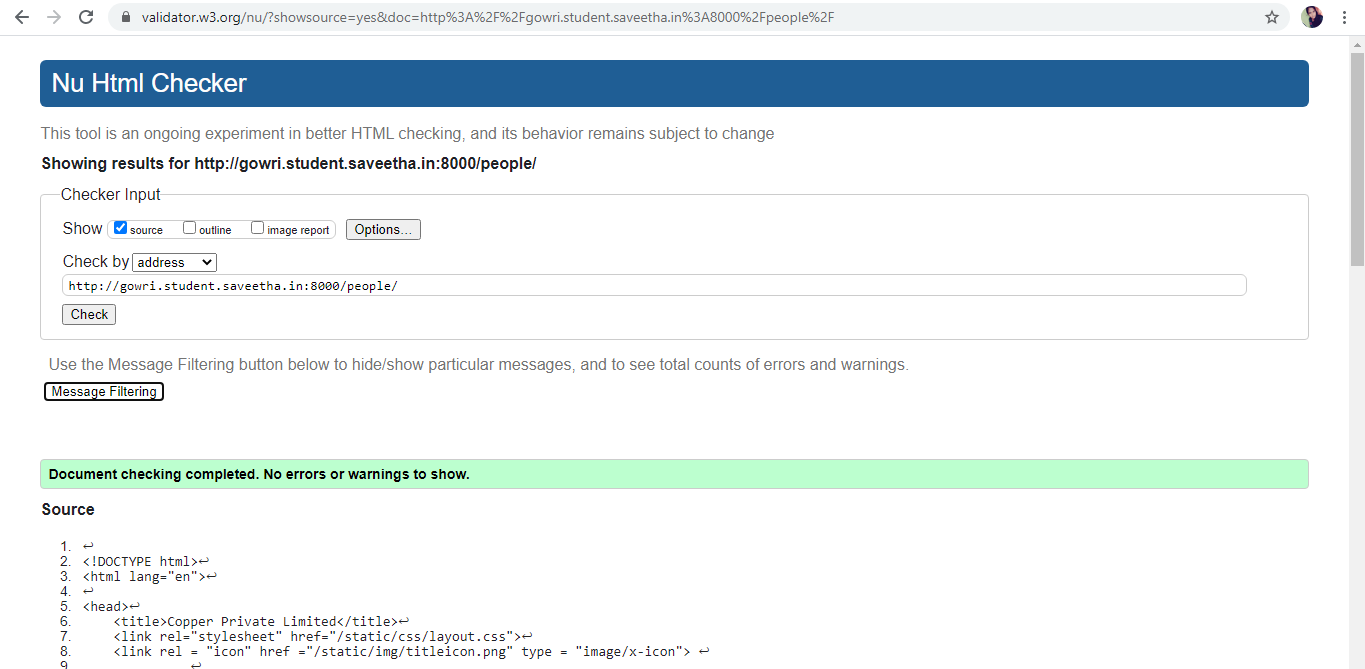 validator.w3.org/nu/?showsource=yes&doc=http%3A%2F%2Fgowri.student.saveetha.in%3A8000%2Fpeople%2F
Nu Html Checker
This tool is an ongoing experiment in better HTML checking, and its behavior remains subject to change
Showing results for http://gowri.student.saveetha.in:8000/people/
Checker Input
Show source outline image report Options...
Check by address
http://gowri.student.saveetha.in:8000/people/
Check
Use the Message Filtering button below to hide/show particular messages, and to see total counts of errors and warnings.
Message Filtering
Document checking completed. No errors or warnings to show.
Source
1. ↩
2. <!DOCTYPE html>↩
3. <html lang="en">↩
4. ↩
5. <head>↩
6. <title>Copper Private Limited</title>↩
7. <link rel="stylesheet" href="/static/css/layout.css">↩
8. <link rel = "icon" href ="/static/img/titleicon.png" type = "image/x-icon"> ↩
9. ↩